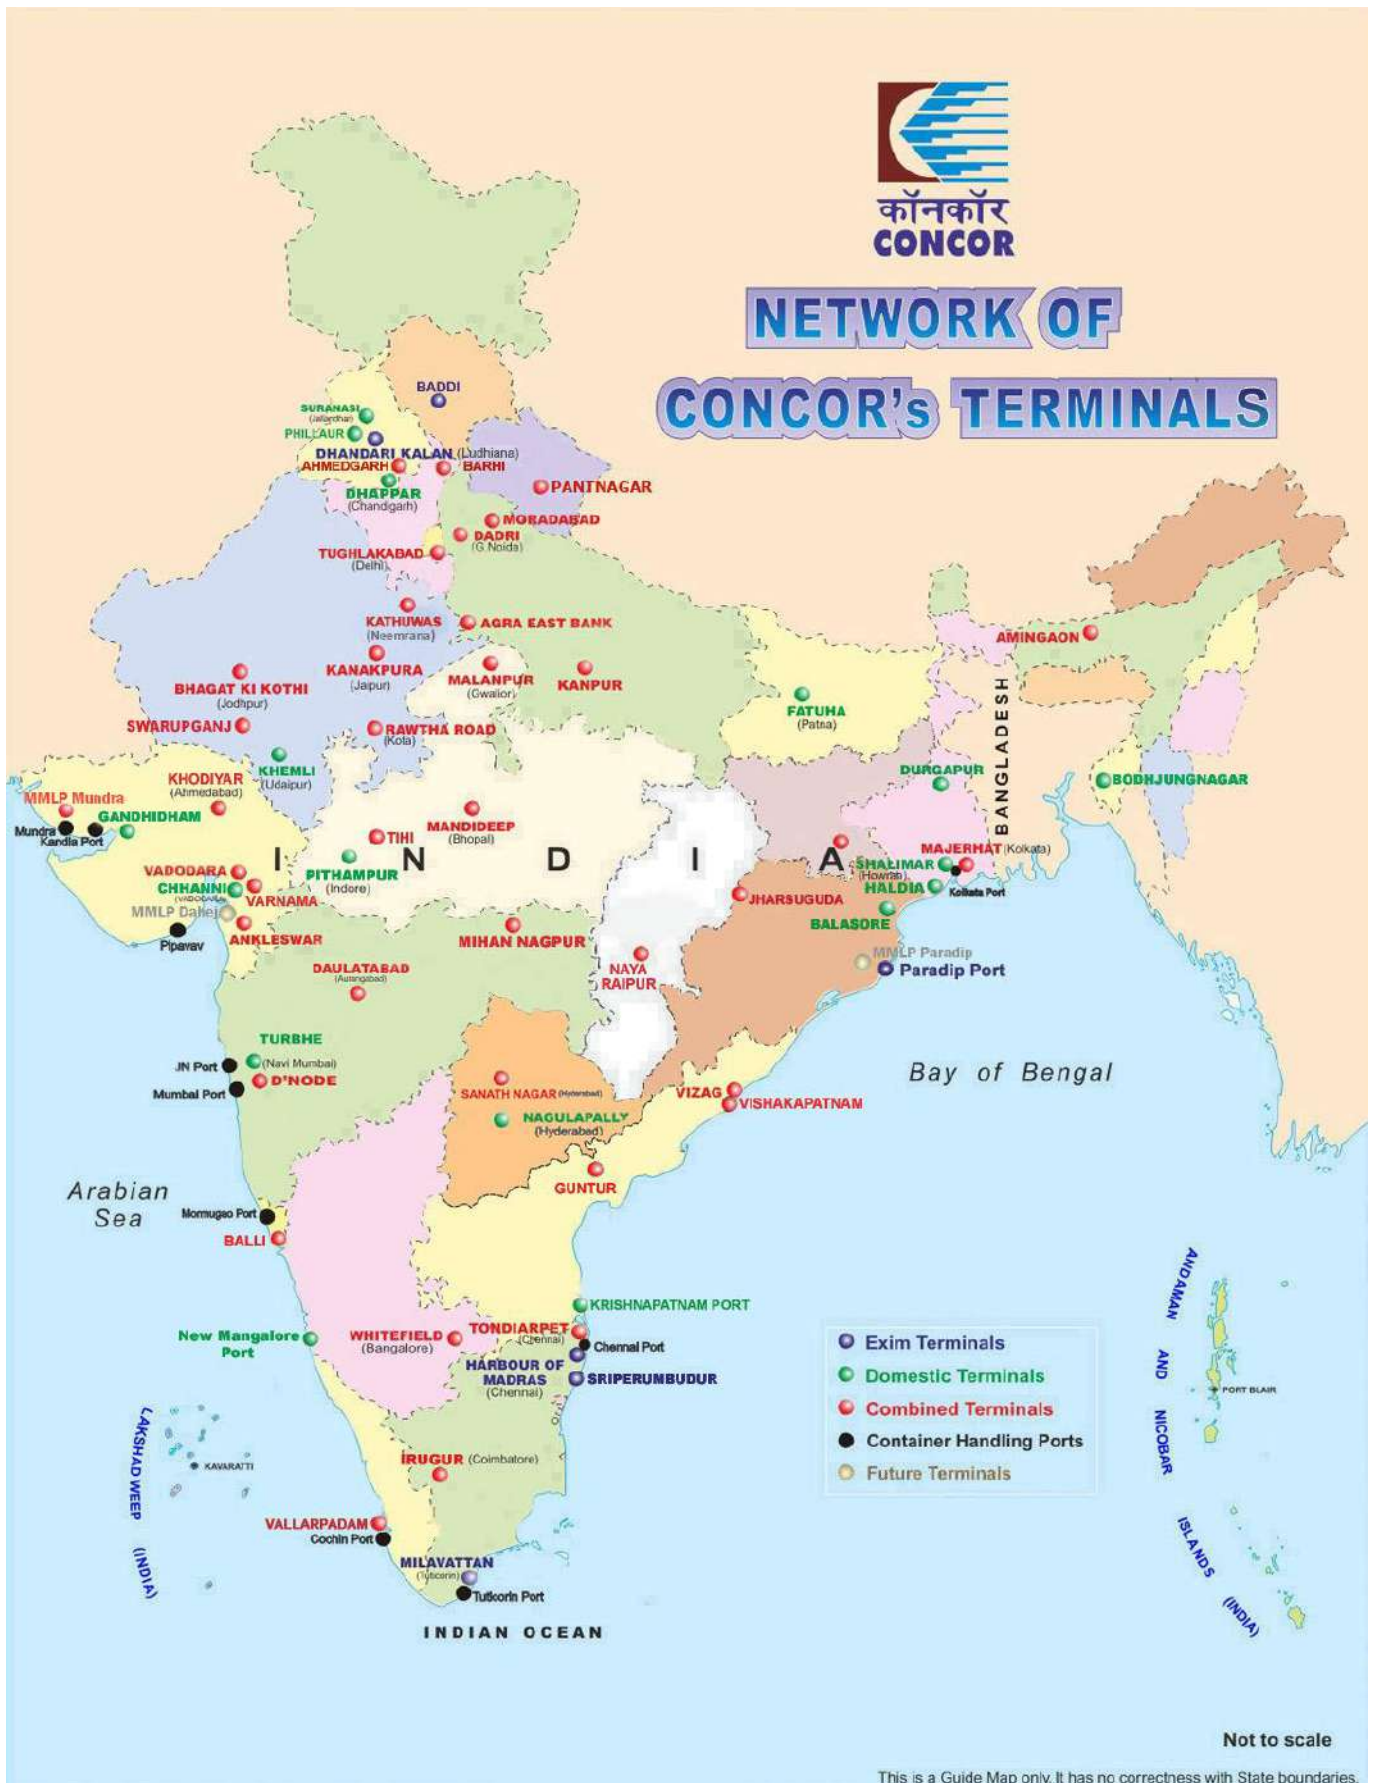 कॉनकॉर
CONCOR
NETWORK OF
CONCOR's TERMINALS
BADDI
SURANASI
(Jallandhar)
PHILLAUR
DHANDARI KALAN (Ludhiana)
AHMEDGARH
BARHI
DHAPPAR
(Chandigarh)
PANTNAGAR
MORADABAD
DADRI
(G.Noida)
TUGHLAKABAD
(Delhi)
KATHUWAS
(Neemrana)
AGRA EAST BANK
AMINGAON
KANAKPURA
(Jaipur)
MALANPUR
(Gwalior)
KANPUR
BHAGAT KI KOTHI
(Jodhpur)
FATUHA
(Patna)
BANGLADESH
SWARUPGANJ
RAWTHA ROAD
(Kota)
KHEMLI
(Udaipur)
KHODIYAR
(Ahmedabad)
DURGAPUR
BODHJUNGNAGAR
MMLP Mundra
GANDHIDHAM
Mundra
Kandla Port
MANDIDEEP
(Bhopal)
TIHI
I N D I A
MAJERHAT (Kolkata)
SHALIMAR
(Howrah)
VADODARA
PITHAMPUR
(Indore)
CHHANNI
(VADODARA)
VARNAMA
HALDIA
Kolkata Port
JHARSUGUDA
MMLP Dahej
BALASORE
ANKLESWAR
Pipavav
MIHAN NAGPUR
MMLP Paradip
Paradip Port
DAULATABAD
(Aurangabad)
NAYA
RAIPUR
TURBHE
(Navi Mumbai)
JN Port
D'NODE
Mumbai Port
Bay of Bengal
SANATH NAGAR (Hyderabad)
VIZAG
VISHAKAPATNAM
NAGULAPALLY
(Hyderabad)
GUNTUR
Arabian
Sea
Mormugao Port
BALLI
KRISHNAPATNAM PORT
New Mangalore
Port
WHITEFIELD
(Bangalore)
TONDIARPET
(Chennai)
Chennai Port
HARBOUR OF
MADRAS
(Chennai)
SRIPERUMBUDUR
Exim Terminals
Domestic Terminals
Combined Terminals
Container Handling Ports
Future Terminals
ANDAMAN AND NICOBAR ISLANDS (INDIA)
PORT BLAIR
LAKSHADWEEP (INDIA)
KAVARATTI
IRUGUR (Coimbatore)
VALLARPADAM
Cochin Port
MILAVATTAN
(Tuticorin)
Tutkorin Port
INDIAN OCEAN
Not to scale
This is a Guide Map only. It has no correctness with State boundaries.